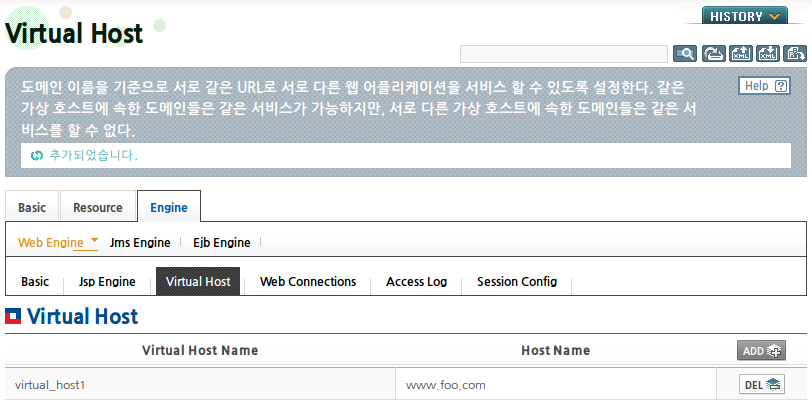 Virtual Host
HISTORY
도메인 이름을 기준으로 서로 같은 URL로 서로 다른 웹 어플리케이션을 서비스 할 수 있도록 설정한다. 같은
가상 호스트에 속한 도메인들은 같은 서비스가 가능하지만, 서로 다른 가상 호스트에 속한 도메인들은 같은 서
비스를 할 수 없다.
Help ?
추가되었습니다.
Basic Resource Engine
Web Engine Jms Engine Ejb Engine
Basic Jsp Engine Virtual Host Web Connections Access Log Session Config
Virtual Host
Virtual Host Name Host Name ADD
virtual_host1 www.foo.com DEL